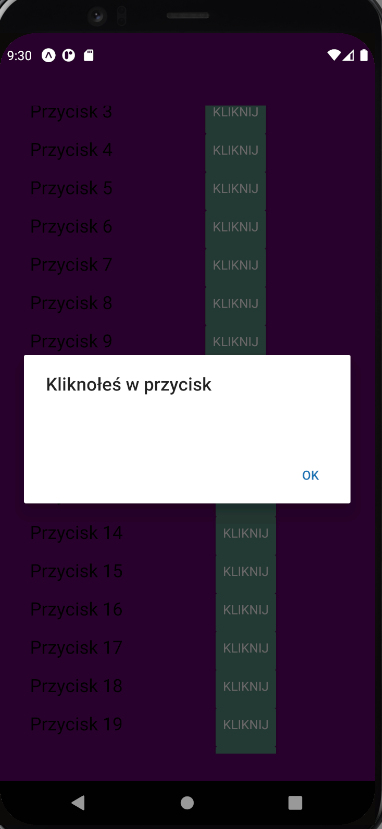 9:30
Przycisk 3 KLIKNIJ
Przycisk 4 KLIKNIJ
Przycisk 5 KLIKNIJ
Przycisk 6 KLIKNIJ
Przycisk 7 KLIKNIJ
Przycisk 8 KLIKNIJ
Przycisk 9 KLIKNIJ
Kliknołeś w przycisk
OK
Przycisk 14 KLIKNIJ
Przycisk 15 KLIKNIJ
Przycisk 16 KLIKNIJ
Przycisk 17 KLIKNIJ
Przycisk 18 KLIKNIJ
Przycisk 19 KLIKNIJ